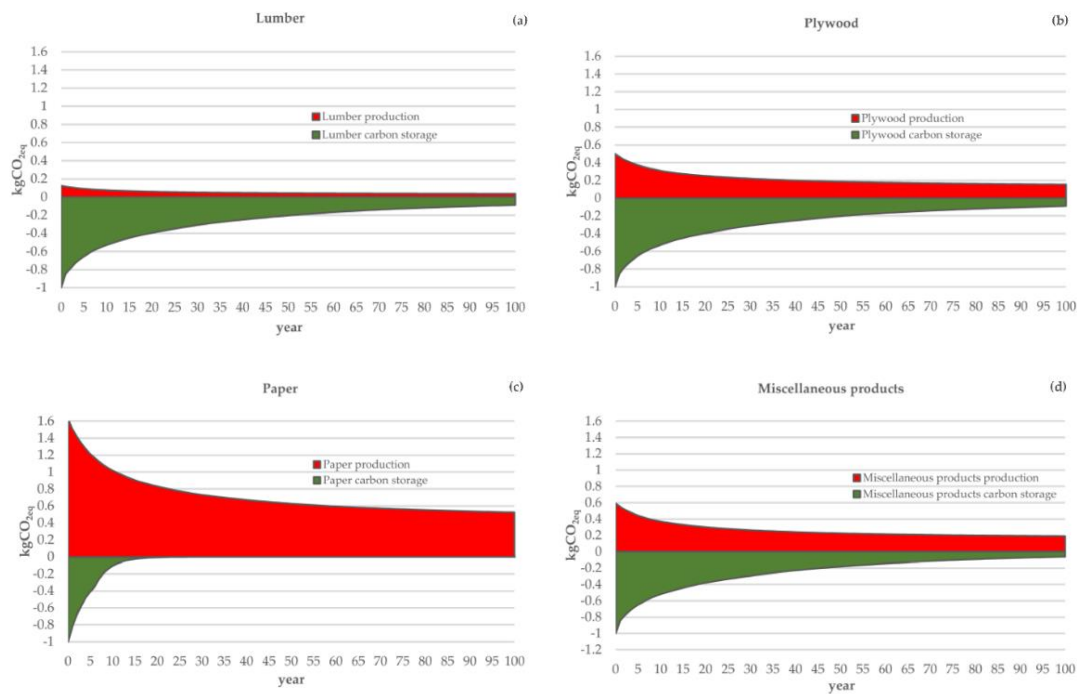 Lumber
(a)
1.6
1.4
1.2
1
0.8
0.6
0.4
0.2
0
-0.2
-0.4
-0.6
-0.8
-1
kgCO2eq
Lumber production
Lumber carbon storage
0 5 10 15 20 25 30 35 40 45 50 55 60 65 70 75 80 85 90 95 100
year
Plywood
(b)
1.6
1.4
1.2
1
0.8
0.6
0.4
0.2
0
-0.2
-0.4
-0.6
-0.8
-1
kgCO2eq
Plywood production
Plywood carbon storage
0 5 10 15 20 25 30 35 40 45 50 55 60 65 70 75 80 85 90 95 100
year
Paper
(c)
1.6
1.4
1.2
1
0.8
0.6
0.4
0.2
0
-0.2
-0.4
-0.6
-0.8
-1
kgCO2eq
Paper production
Paper carbon storage
0 5 10 15 20 25 30 35 40 45 50 55 60 65 70 75 80 85 90 95 100
year
Miscellaneous products
(d)
1.6
1.4
1.2
1
0.8
0.6
0.4
0.2
0
-0.2
-0.4
-0.6
-0.8
-1
-1.2
kgCO2eq
Miscellaneous products production
Miscellaneous products carbon storage
0 5 10 15 20 25 30 35 40 45 50 55 60 65 70 75 80 85 90 95 100
year